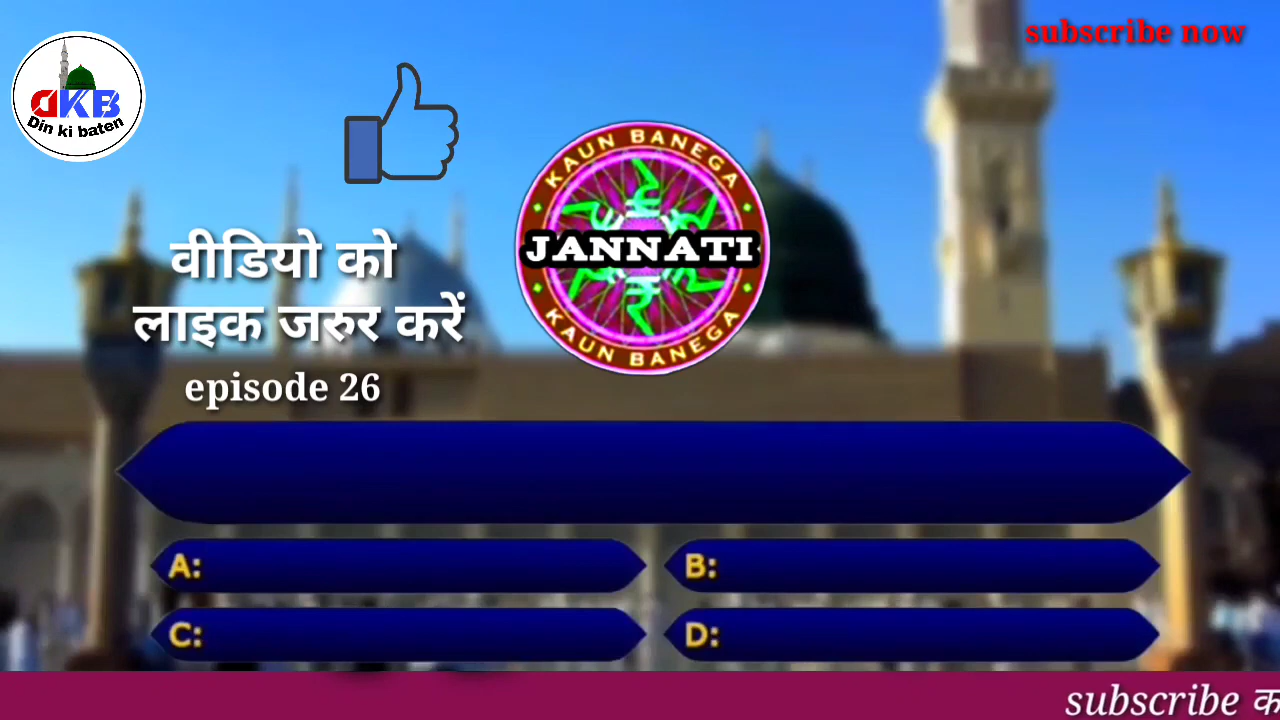 subscribe now
DKB
Din ki baten
KAUN BANEGA
JANNATI
KAUN BANEGA
वीडियो को
लाइक जरुर करें
episode 26
A:
B:
C:
D:
subscribe